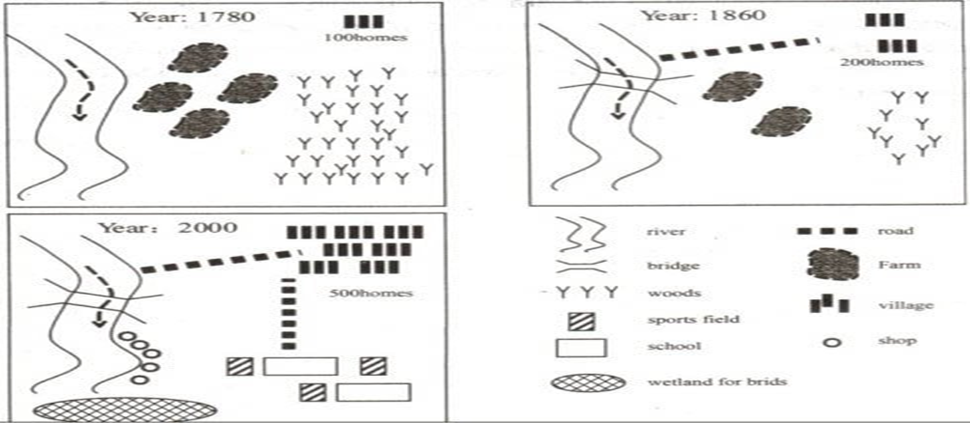 Year: 1780
100homes
Year: 1860
200homes
Year: 2000
500homes
river
road
bridge
Farm
woods
village
sports field
school
shop
wetland for brids